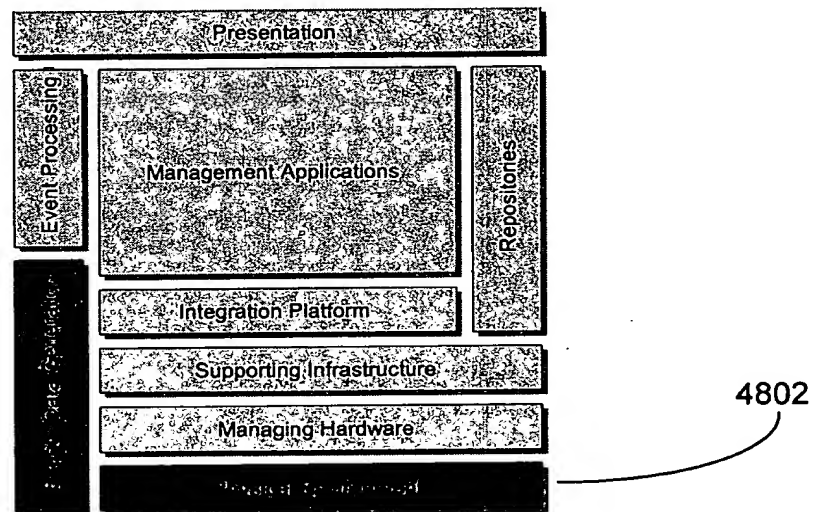 Presentation
Event Processing
Management Applications
Repositories
Integration Platform
Supporting Infrastructure
Managing Hardware
4802